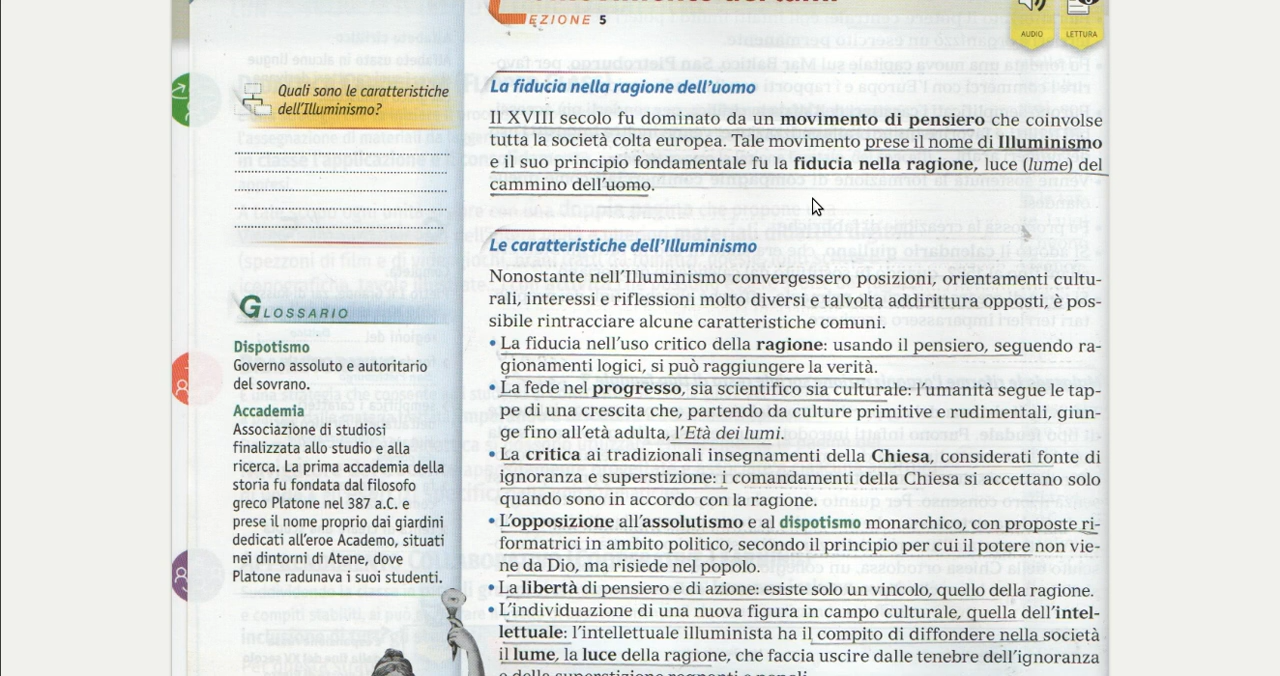 LEZIONE 5
AUDIO
LETTURA
Quali sono le caratteristiche
dell'Illuminismo?
GLOSSARIO
Dispotismo
Governo assoluto e autoritario
del sovrano.
Accademia
Associazione di studiosi
finalizzata allo studio e alla
ricerca. La prima accademia della
storia fu fondata dal filosofo
greco Platone nel 387 a.C. e
prese il nome proprio dai giardini
dedicati all'eroe Academo, situati
nei dintorni di Atene, dove
Platone radunava i suoi studenti.
La fiducia nella ragione dell'uomo
Il XVIII secolo fu dominato da un movimento di pensiero che coinvolse
tutta la società colta europea. Tale movimento prese il nome di Illuminismo
e il suo principio fondamentale fu la fiducia nella ragione, luce (lume) del
cammino dell'uomo.
Le caratteristiche dell'Illuminismo
Nonostante nell'Illuminismo convergessero posizioni, orientamenti cultu-
rali, interessi e riflessioni molto diversi e talvolta addirittura opposti, è pos-
sibile rintracciare alcune caratteristiche comuni.
• La fiducia nell'uso critico della ragione: usando il pensiero, seguendo ra-
gionamenti logici, si può raggiungere la verità.
• La fede nel progresso, sia scientifico sia culturale: l'umanità segue le tap-
pe di una crescita che, partendo da culture primitive e rudimentali, giun-
ge fino all'età adulta, l'Età dei lumi.
• La critica ai tradizionali insegnamenti della Chiesa, considerati fonte di
ignoranza e superstizione: i comandamenti della Chiesa si accettano solo
quando sono in accordo con la ragione.
• L'opposizione all'assolutismo e al dispotismo monarchico, con proposte ri-
formatrici in ambito politico, secondo il principio per cui il potere non vie-
ne da Dio, ma risiede nel popolo.
• La libertà di pensiero e di azione: esiste solo un vincolo, quello della ragione.
• L'individuazione di una nuova figura in campo culturale, quella dell'intel-
lettuale: l'intellettuale illuminista ha il compito di diffondere nella società
il lume, la luce della ragione, che faccia uscire dalle tenebre dell'ignoranza